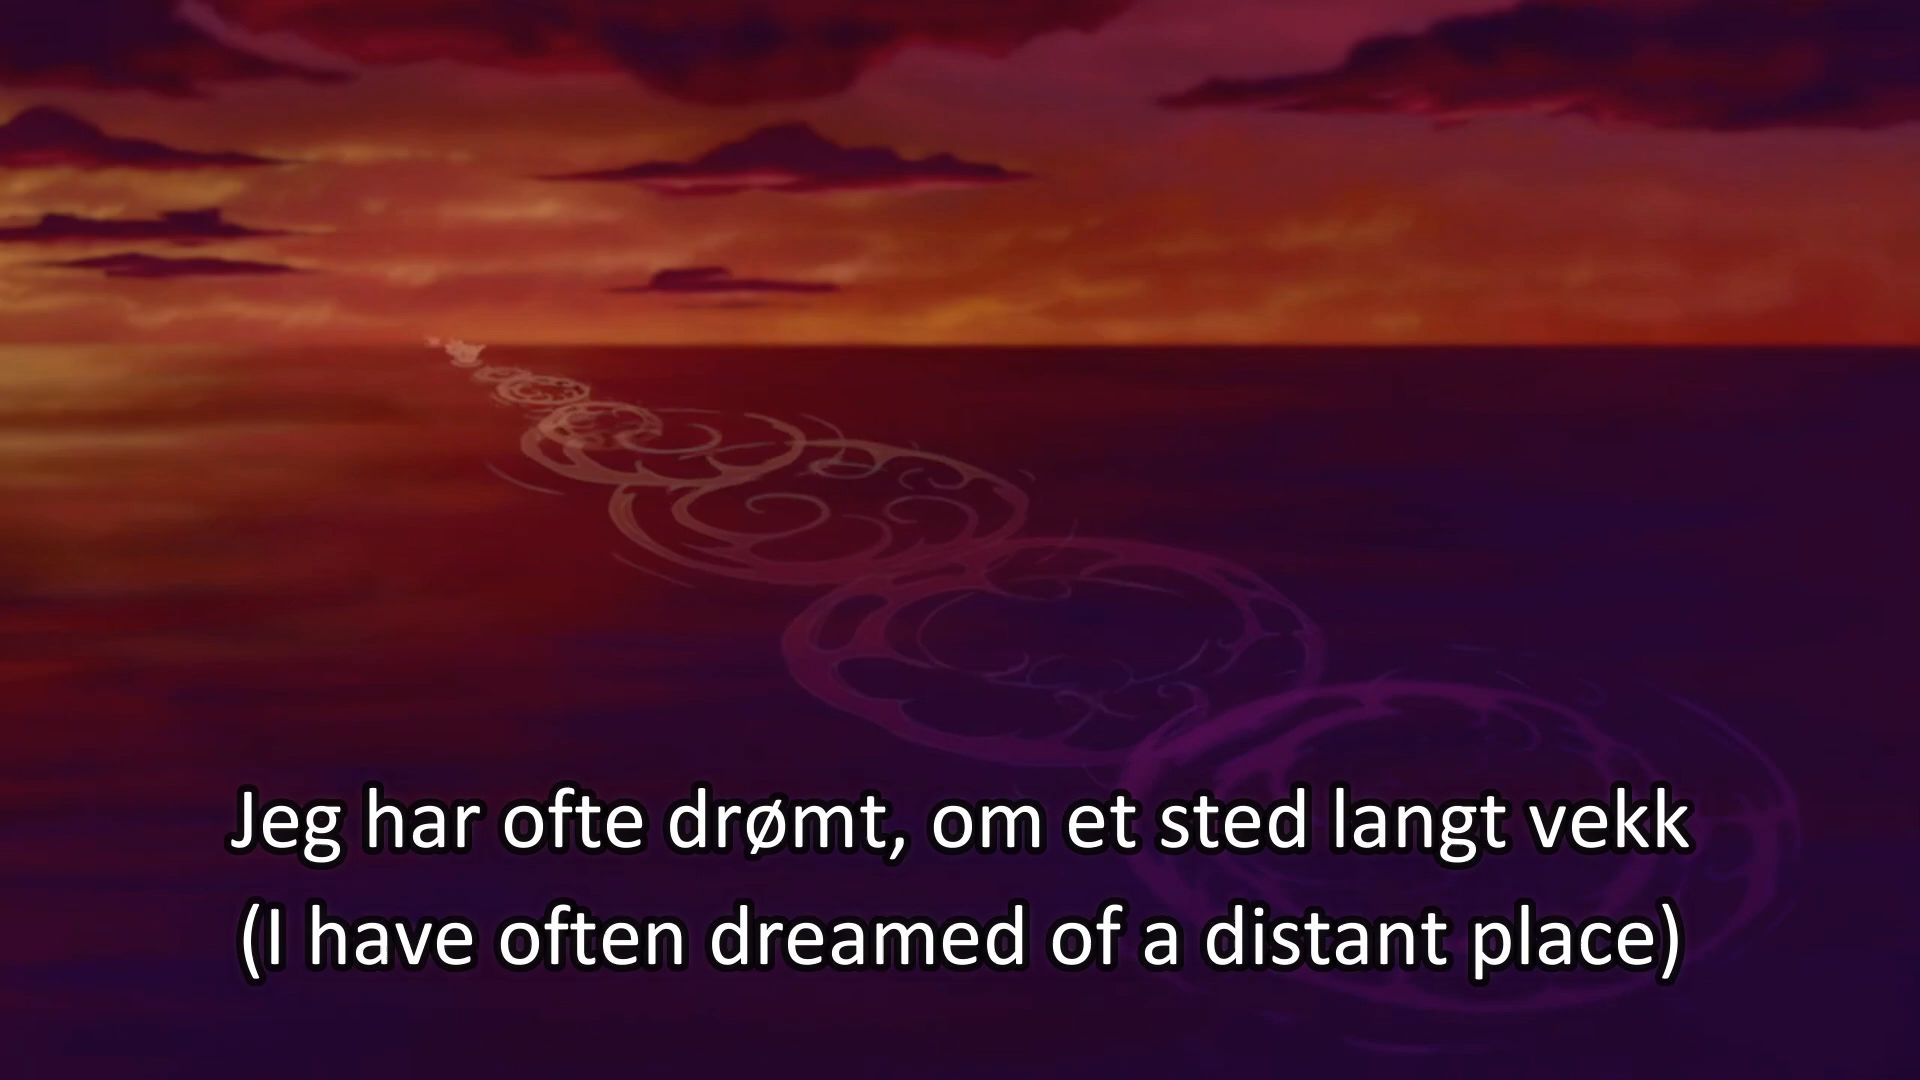 Jeg har ofte drømt, om et sted langt vekk
(I have often dreamed of a distant place)